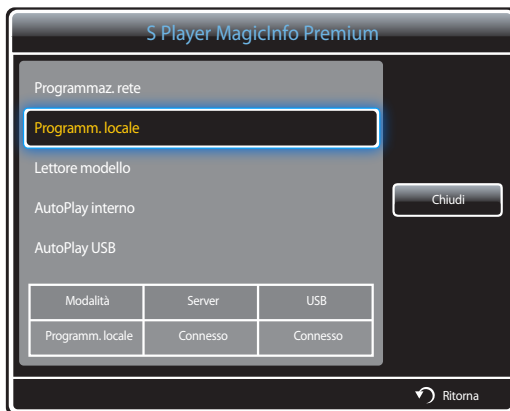 S Player MagicInfo Premium
Programmaz. rete
Programm. locale
Lettore modello
AutoPlay interno
AutoPlay USB
Chiudi
Modalità Server USB
Programm. locale Connesso Connesso
Ritorna